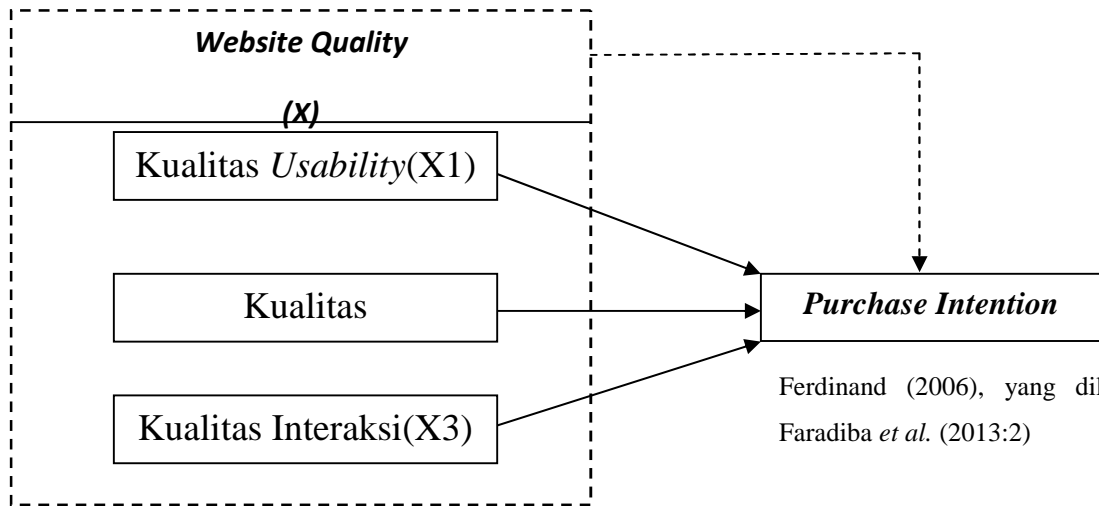 Website Quality
(X)
Kualitas Usability(X1)
Kualitas
Kualitas Interaksi(X3)
Purchase Intention
Ferdinand (2006), yang
Faradiba et al. (2013:2)